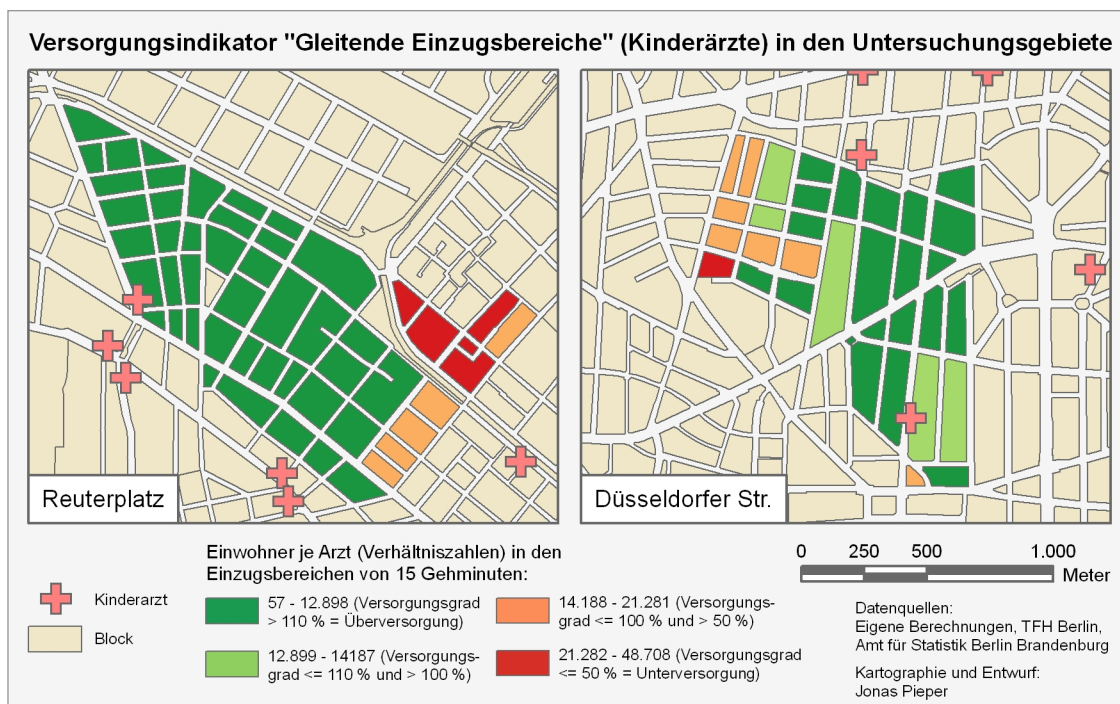 Versorgungsindikator "Gleitende Einzugsbereiche" (Kinderärzte) in den Untersuchungsgebiete
Reuterplatz
Düsseldorfer Str.
Kinderarzt
Block
Einwohner je Arzt (Verhältniszahlen) in den
Einzugsbereichen von 15 Gehminuten:
57 - 12.898 (Versorgungsgrad
> 110 % = Überversorgung)
12.899 - 14187 (Versorgungs-
grad <= 110 % und > 100 %)
14.188 - 21.281 (Versorgungs-
grad <= 100 % und > 50 %)
21.282 - 48.708 (Versorgungsgrad
<= 50 % = Unterversorgung)
0 250 500 1.000
Meter
Datenquellen:
Eigene Berechnungen, TFH Berlin,
Amt für Statistik Berlin Brandenburg
Kartographie und Entwurf:
Jonas Pieper